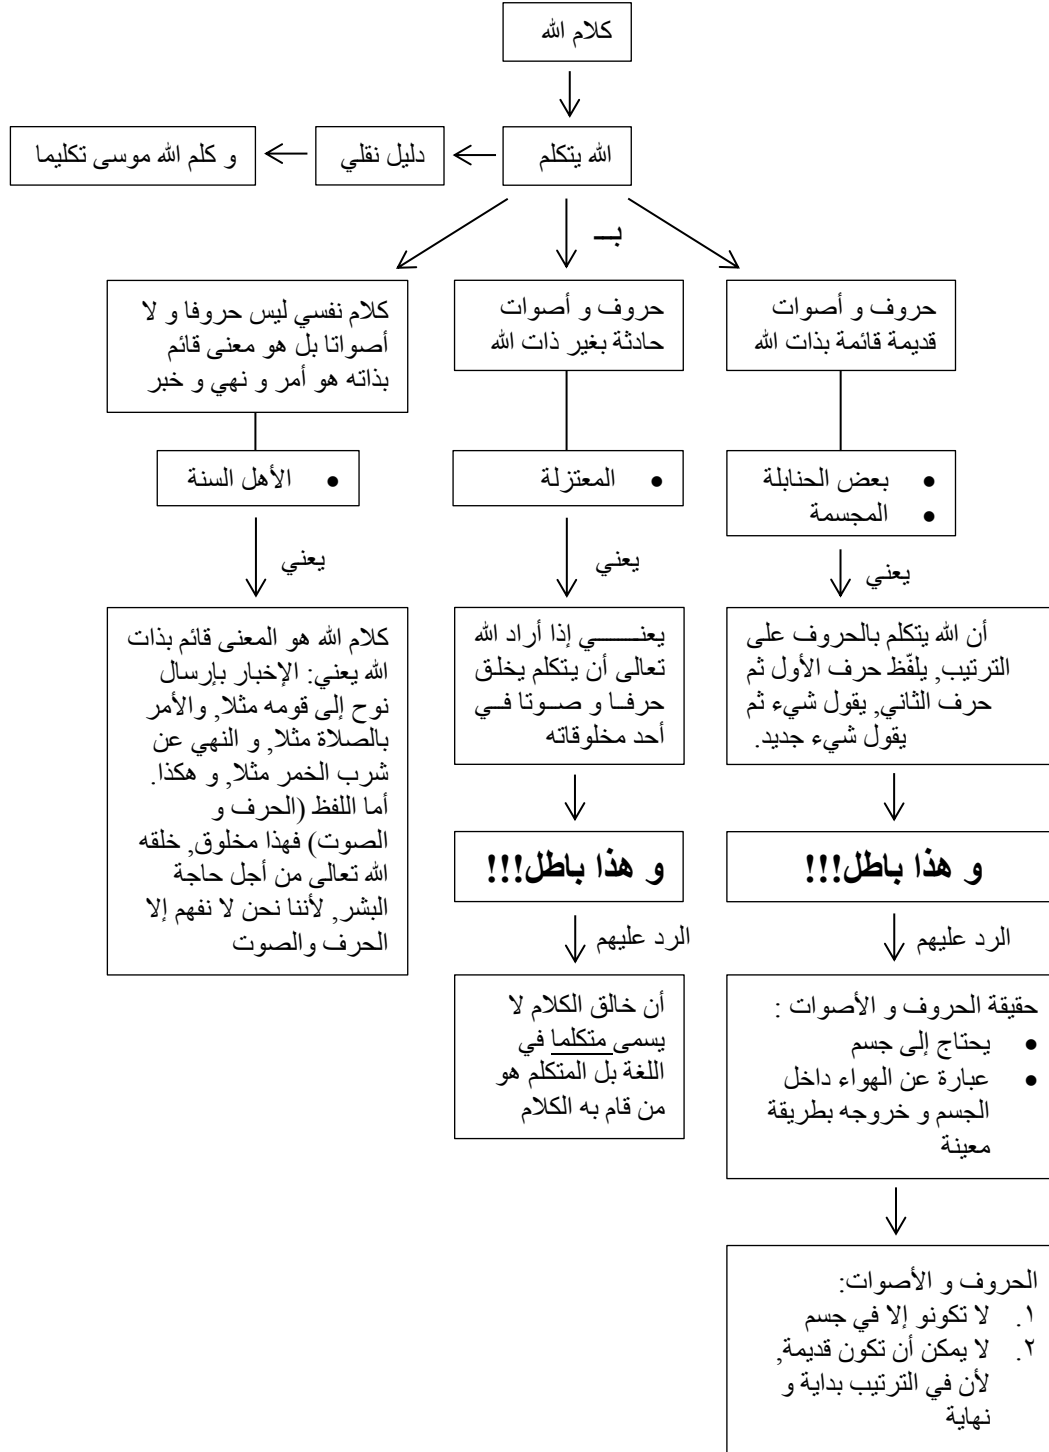 كلام الله
الله يتكلم
دليل نقلي
و كلم الله موسى تكليما
بــ
حروف و أصوات
قديمة قائمة بذات الله
حروف و أصوات
حادثة بغير ذات الله
كلام نفسي ليس حروفا و لا
أصواتا بل هو معنى قائم
بذاته هو أمر و نهي و خبر
• بعض الحنابلة
• المجسمة
• المعتزلة
• الأهل السنة
يعني
يعني
يعني
أن الله يتكلم بالحروف على
الترتيب, يلفّظ حرف الأول ثم
حرف الثاني, يقول شيء ثم
يقول شيء جديد.
يعنـــــــي إذا أراد الله
تعالى أن يتكلم يخلق
حرفــا و صــوتا فــي
أحد مخلوقاته
كلام الله هو المعنى قائم بذات
الله يعني: الإخبار بإرسال
نوح إلى قومه مثلا, والأمر
بالصلاة مثلا, و النهي عن
شرب الخمر مثلا, و هكذا.
أما اللفظ (الحرف و
الصوت) فهذا مخلوق, خلقه
الله تعالى من أجل حاجة
البشر, لأننا نحن لا نفهم إلا
الحرف والصوت
و هذا باطل!!!
و هذا باطل!!!
الرد عليهم
الرد عليهم
حقيقة الحروف و الأصوات :
• يحتاج إلى جسم
• عبارة عن الهواء داخل
الجسم و خروجه بطريقة
معينة
أن خالق الكلام لا
يسمى متكلما في
اللغة بل المتكلم هو
من قام به الكلام
الحروف و الأصوات:
١. لا تكونو إلا في جسم
٢. لا يمكن أن تكون قديمة,
لأن في الترتيب بداية و
نهاية